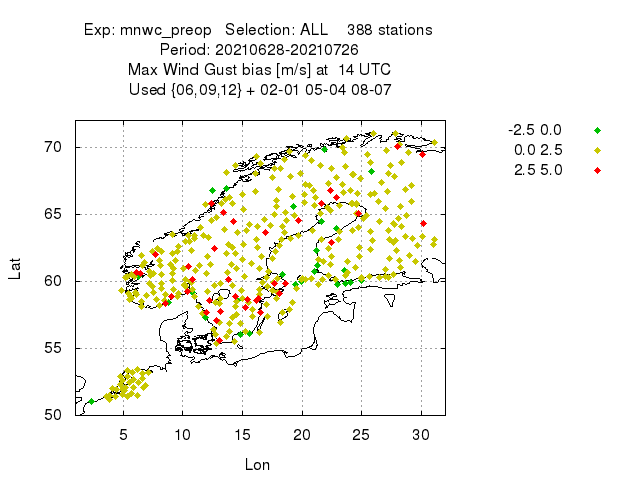 Exp: mnwc_preop Selection: ALL 388 stations
Period: 20210628-20210726
Max Wind Gust bias [m/s] at 14 UTC
Used {06,09,12} + 02-01 05-04 08-07
-2.5 0.0
0.0 2.5
2.5 5.0
70
65
60
55
50
Lat
5 10 15 20 25 30
Lon